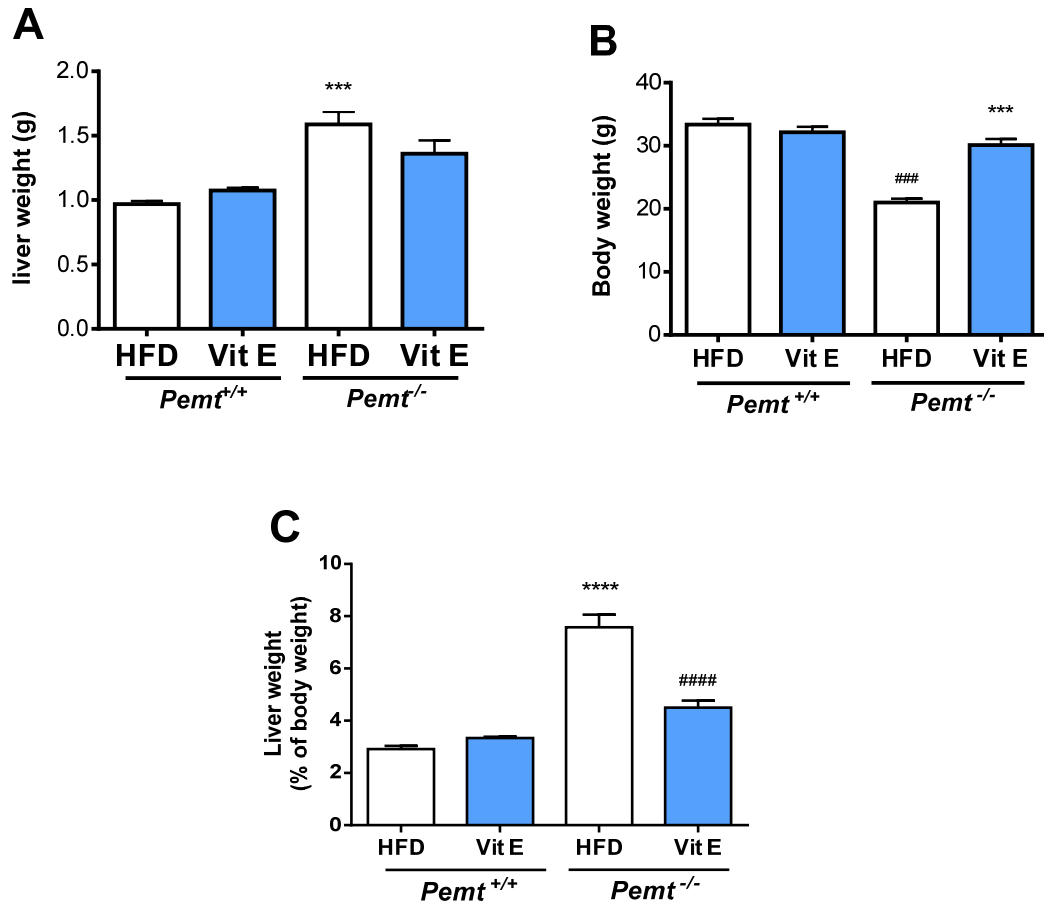 A
liver weight (g)
2.0
1.5
1.0
0.5
0.0
***
HFD Vit E HFD Vit E
Pemt+/+ Pemt-/-
B
Body weight (g)
40
30
20
10
0
###
***
HFD Vit E HFD Vit E
Pemt +/+ Pemt -/-
C
Liver weight
(% of body weight)
10
8
6
4
2
0
****
####
HFD Vit E HFD Vit E
Pemt +/+ Pemt -/-